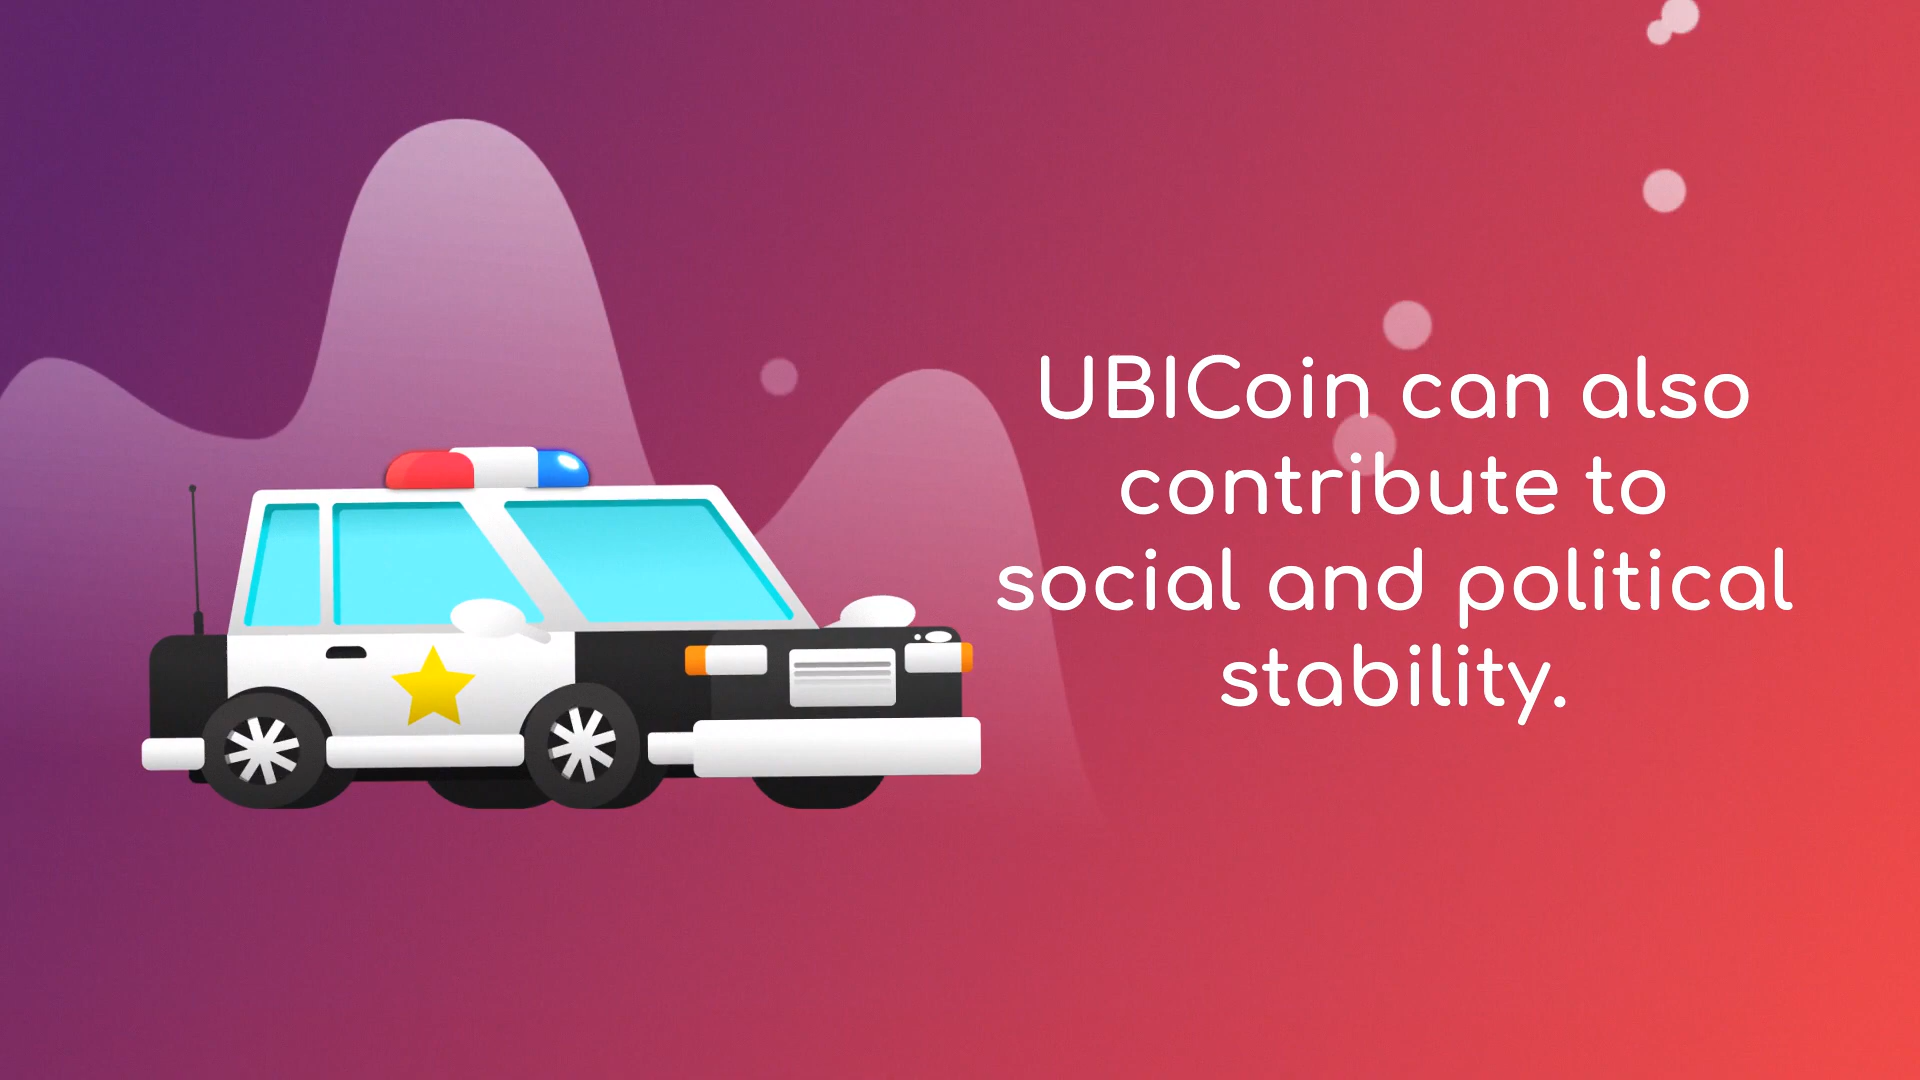 UBICoin can also
contribute to
social and political
stability.